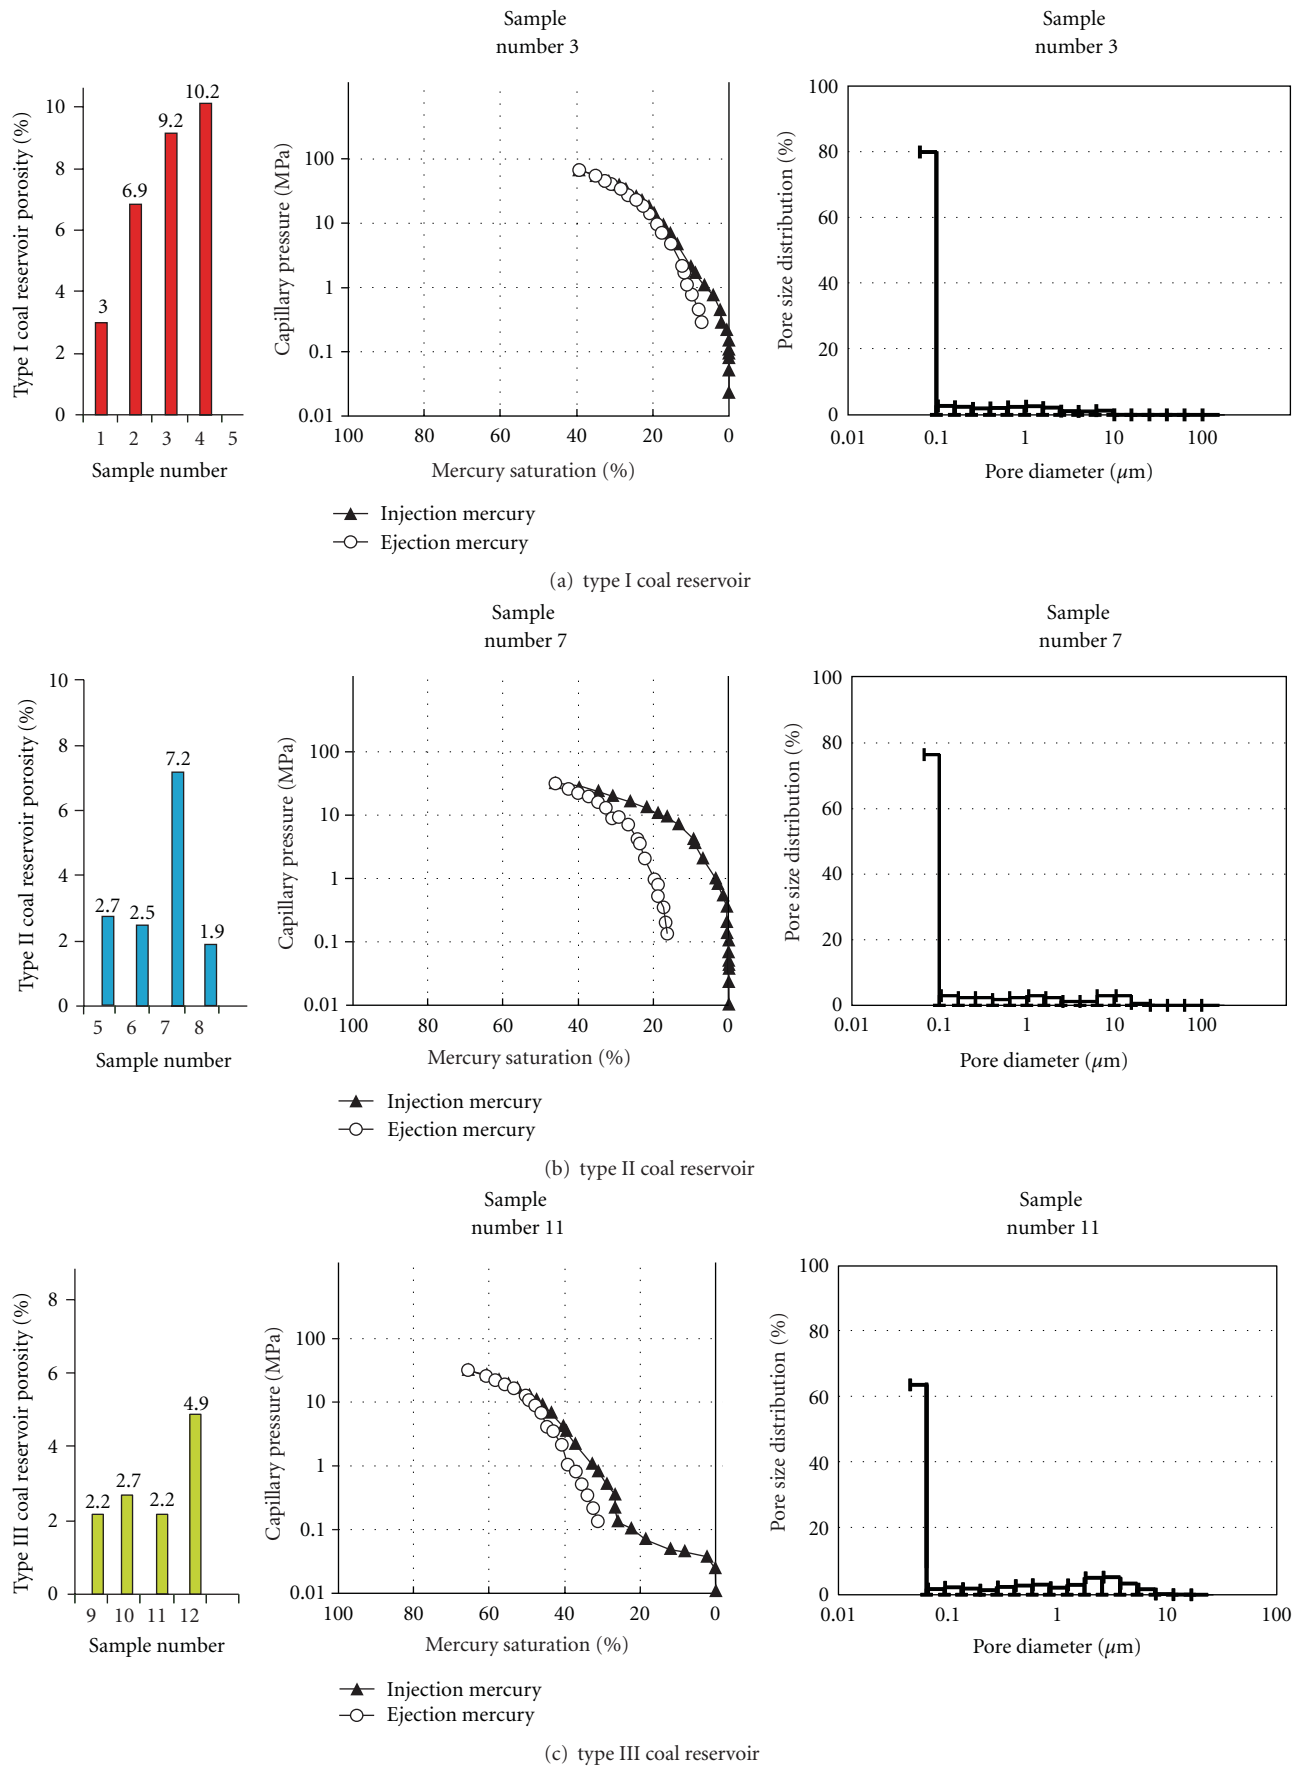 Sample
number 3
Sample
number 3
Type I coal reservoir porosity (%)
10
8
6
4
2
0
3
6.9
9.2
10.2
1 2 3 4 5
Sample number
Capillary pressure (MPa)
100
10
1
0.1
0.01
100 80 60 40 20 0
Mercury saturation (%)
Injection mercury
Ejection mercury
Pore size distribution (%)
100
80
60
40
20
0
0.01 0.1 1 10 100
Pore diameter (μm)
(a) type I coal reservoir
Sample
number 7
Sample
number 7
Type II coal reservoir porosity (%)
10
8
6
4
2
0
2.7
2.5
7.2
1.9
5 6 7 8
Sample number
Capillary pressure (MPa)
100
10
1
0.1
0.01
100 80 60 40 20 0
Mercury saturation (%)
Injection mercury
Ejection mercury
Pore size distribution (%)
100
80
60
40
20
0
0.01 0.1 1 10 100
Pore diameter (μm)
(b) type II coal reservoir
Sample
number 11
Sample
number 11
Type III coal reservoir porosity (%)
8
6
4
2
0
2.2
2.7
2.2
4.9
9 10 11 12
Sample number
Capillary pressure (MPa)
100
10
1
0.1
0.01
100 80 60 40 20 0
Mercury saturation (%)
Injection mercury
Ejection mercury
Pore size distribution (%)
100
80
60
40
20
0
0.01 0.1 1 10 100
Pore diameter (μm)
(c) type III coal reservoir